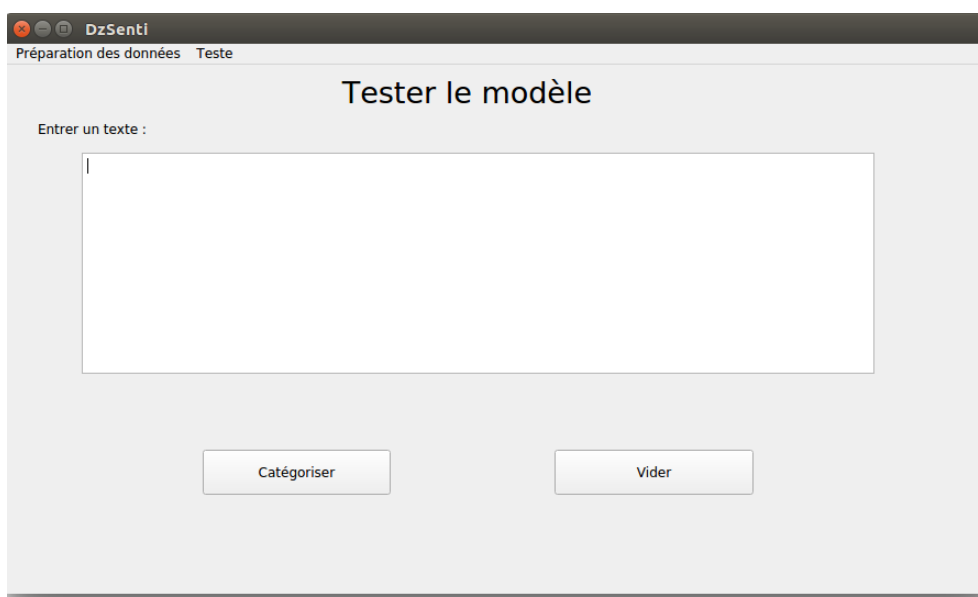 DzSenti
Préparation des données Teste
Tester le modèle
Entrer un texte :
Catégoriser Vider